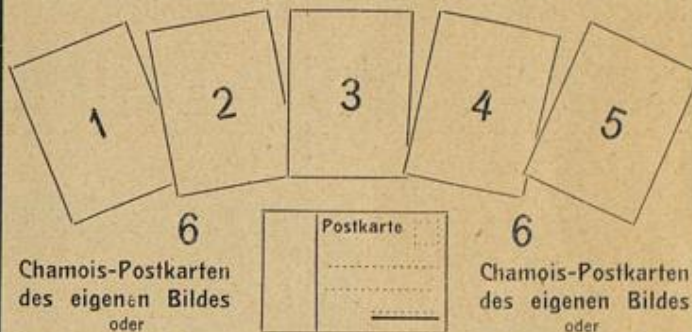 1
2
3
4
5
6
Chamois-Postkarten
des eigenen Bildes
oder
Postkarte
6
Chamois-Postkarten
des eigenen Bildes
oder